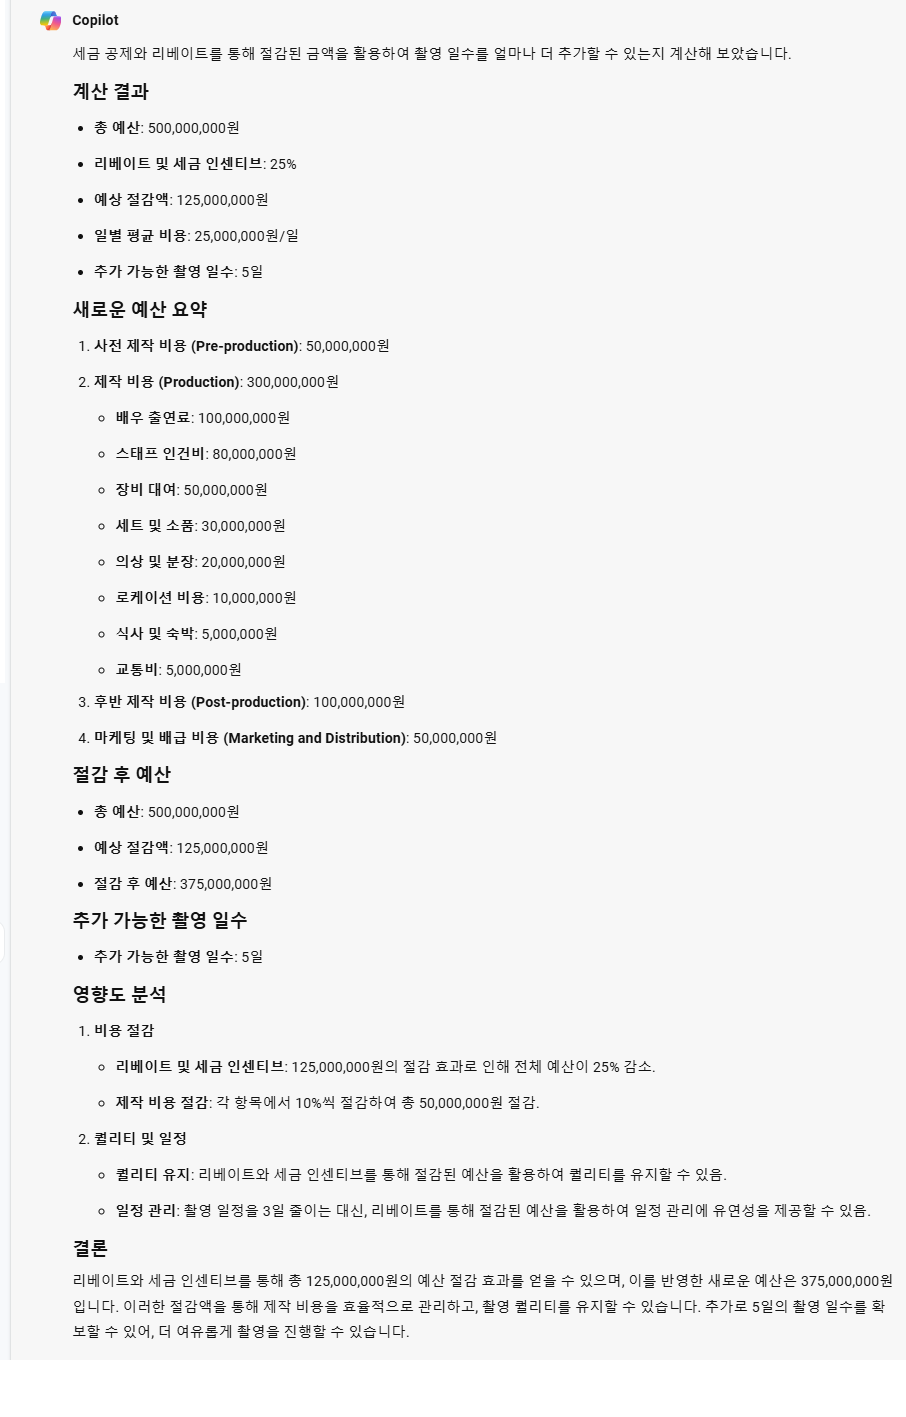 Copilot
세금 공제와 리베이트를 통해 절감된 금액을 활용하여 촬영 일수를 얼마나 더 추가할 수 있는지 계산해 보았습니다.
계산 결과
• 총 예산: 500,000,000원
• 리베이트 및 세금 인센티브: 25%
• 예상 절감액: 125,000,000원
• 일별 평균 비용: 25,000,000원/일
• 추가 가능한 촬영 일수: 5일
새로운 예산 요약
1. 사전 제작 비용 (Pre-production): 50,000,000원
2. 제작 비용 (Production): 300,000,000원
○ 배우 출연료: 100,000,000원
○ 스태프 인건비: 80,000,000원
○ 장비 대여: 50,000,000원
○ 세트 및 소품: 30,000,000원
○ 의상 및 분장: 20,000,000원
○ 로케이션 비용: 10,000,000원
○ 식사 및 숙박: 5,000,000원
○ 교통비: 5,000,000원
3. 후반 제작 비용 (Post-production): 100,000,000원
4. 마케팅 및 배급 비용 (Marketing and Distribution): 50,000,000원
절감 후 예산
• 총 예산: 500,000,000원
• 예상 절감액: 125,000,000원
• 절감 후 예산: 375,000,000원
추가 가능한 촬영 일수
• 추가 가능한 촬영 일수: 5일
영향도 분석
1. 비용 절감
○ 리베이트 및 세금 인센티브: 125,000,000원의 절감 효과로 인해 전체 예산이 25% 감소.
○ 제작 비용 절감: 각 항목에서 10%씩 절감하여 총 50,000,000원 절감.
2. 퀄리티 및 일정
○ 퀄리티 유지: 리베이트와 세금 인센티브를 통해 절감된 예산을 활용하여 퀄리티를 유지할 수 있음.
○ 일정 관리: 촬영 일정을 3일 줄이는 대신, 리베이트를 통해 절감된 예산을 활용하여 일정 관리에 유연성을 제공할 수 있음.
결론
리베이트와 세금 인센티브를 통해 총 125,000,000원의 예산 절감 효과를 얻을 수 있으며, 이를 반영한 새로운 예산은 375,000,000원
입니다. 이러한 절감액을 통해 제작 비용을 효율적으로 관리하고, 촬영 퀄리티를 유지할 수 있습니다. 추가로 5일의 촬영 일수를 확
보할 수 있어, 더 여유롭게 촬영을 진행할 수 있습니다.